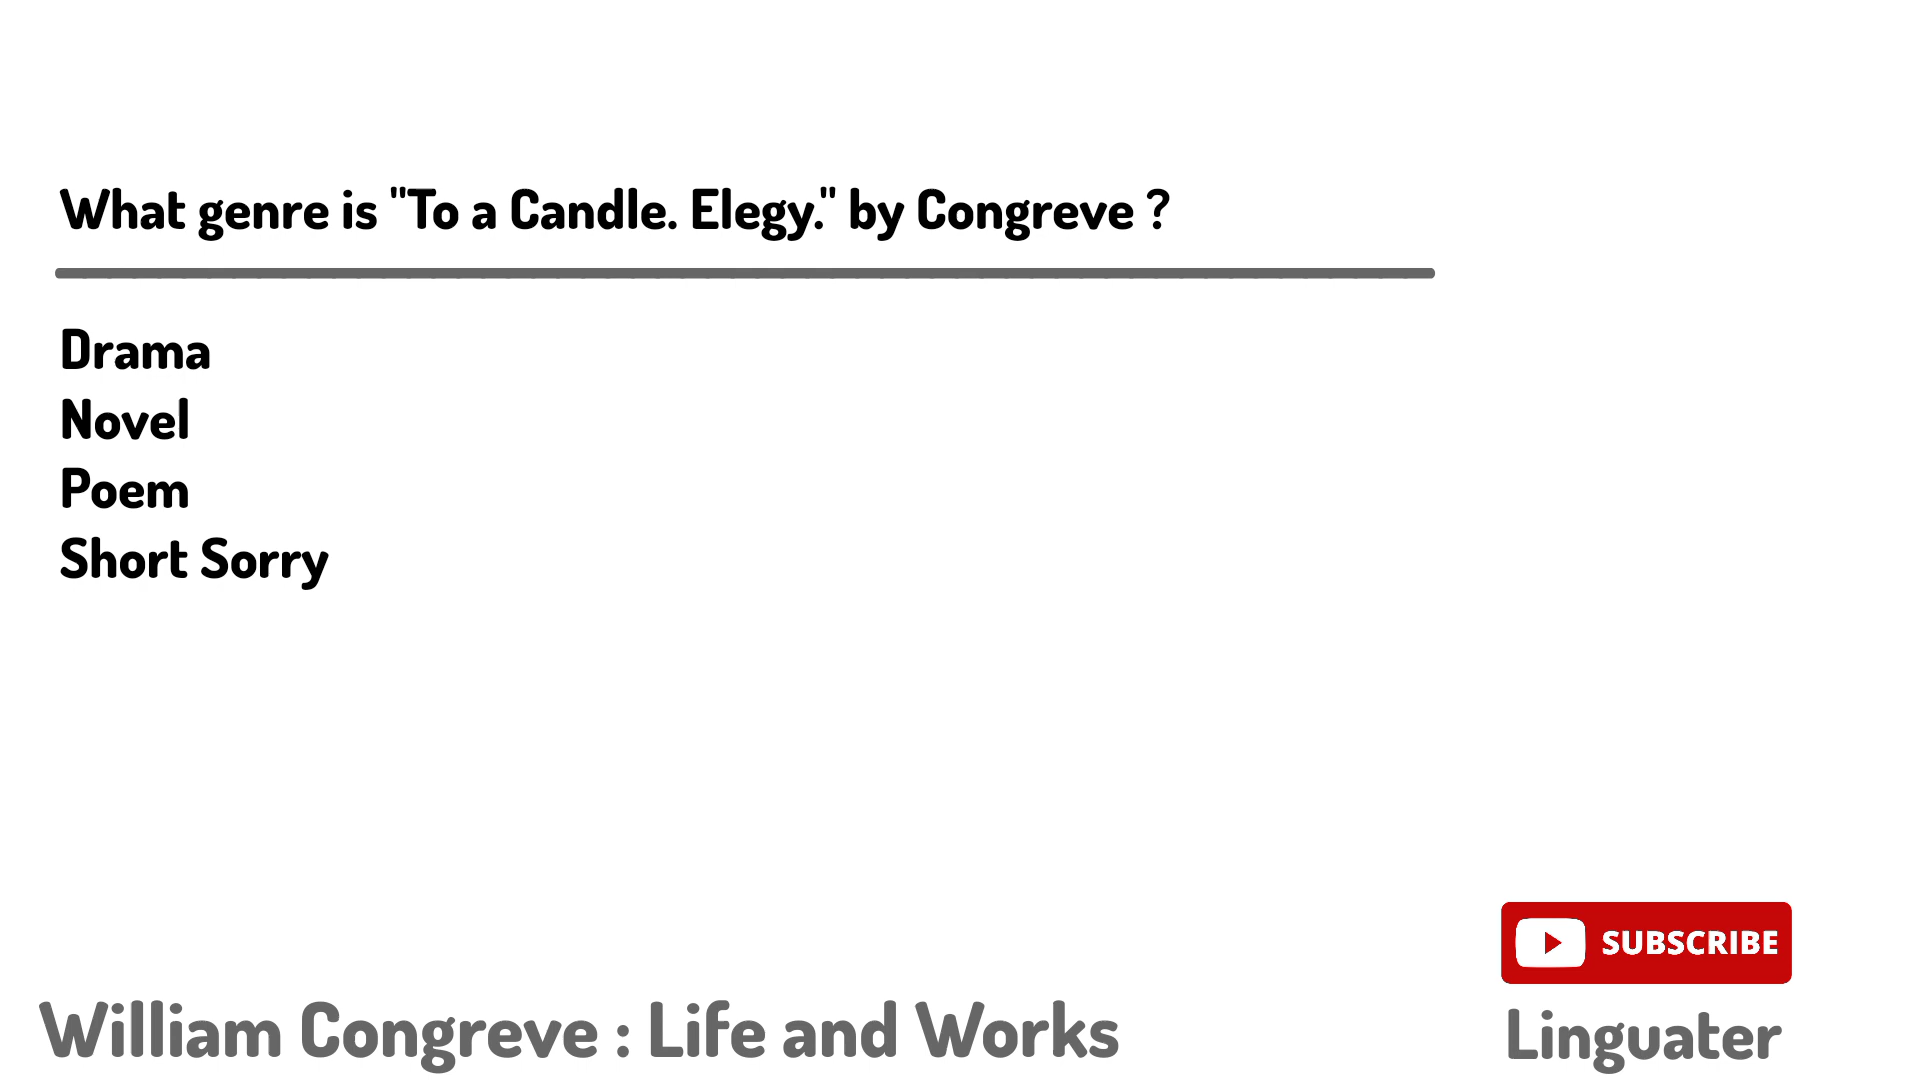 What genre is "To a Candle. Elegy." by Congreve ?
Drama
Novel
Poem
Short Sorry
SUBSCRIBE
William Congreve : Life and Works
Linguater